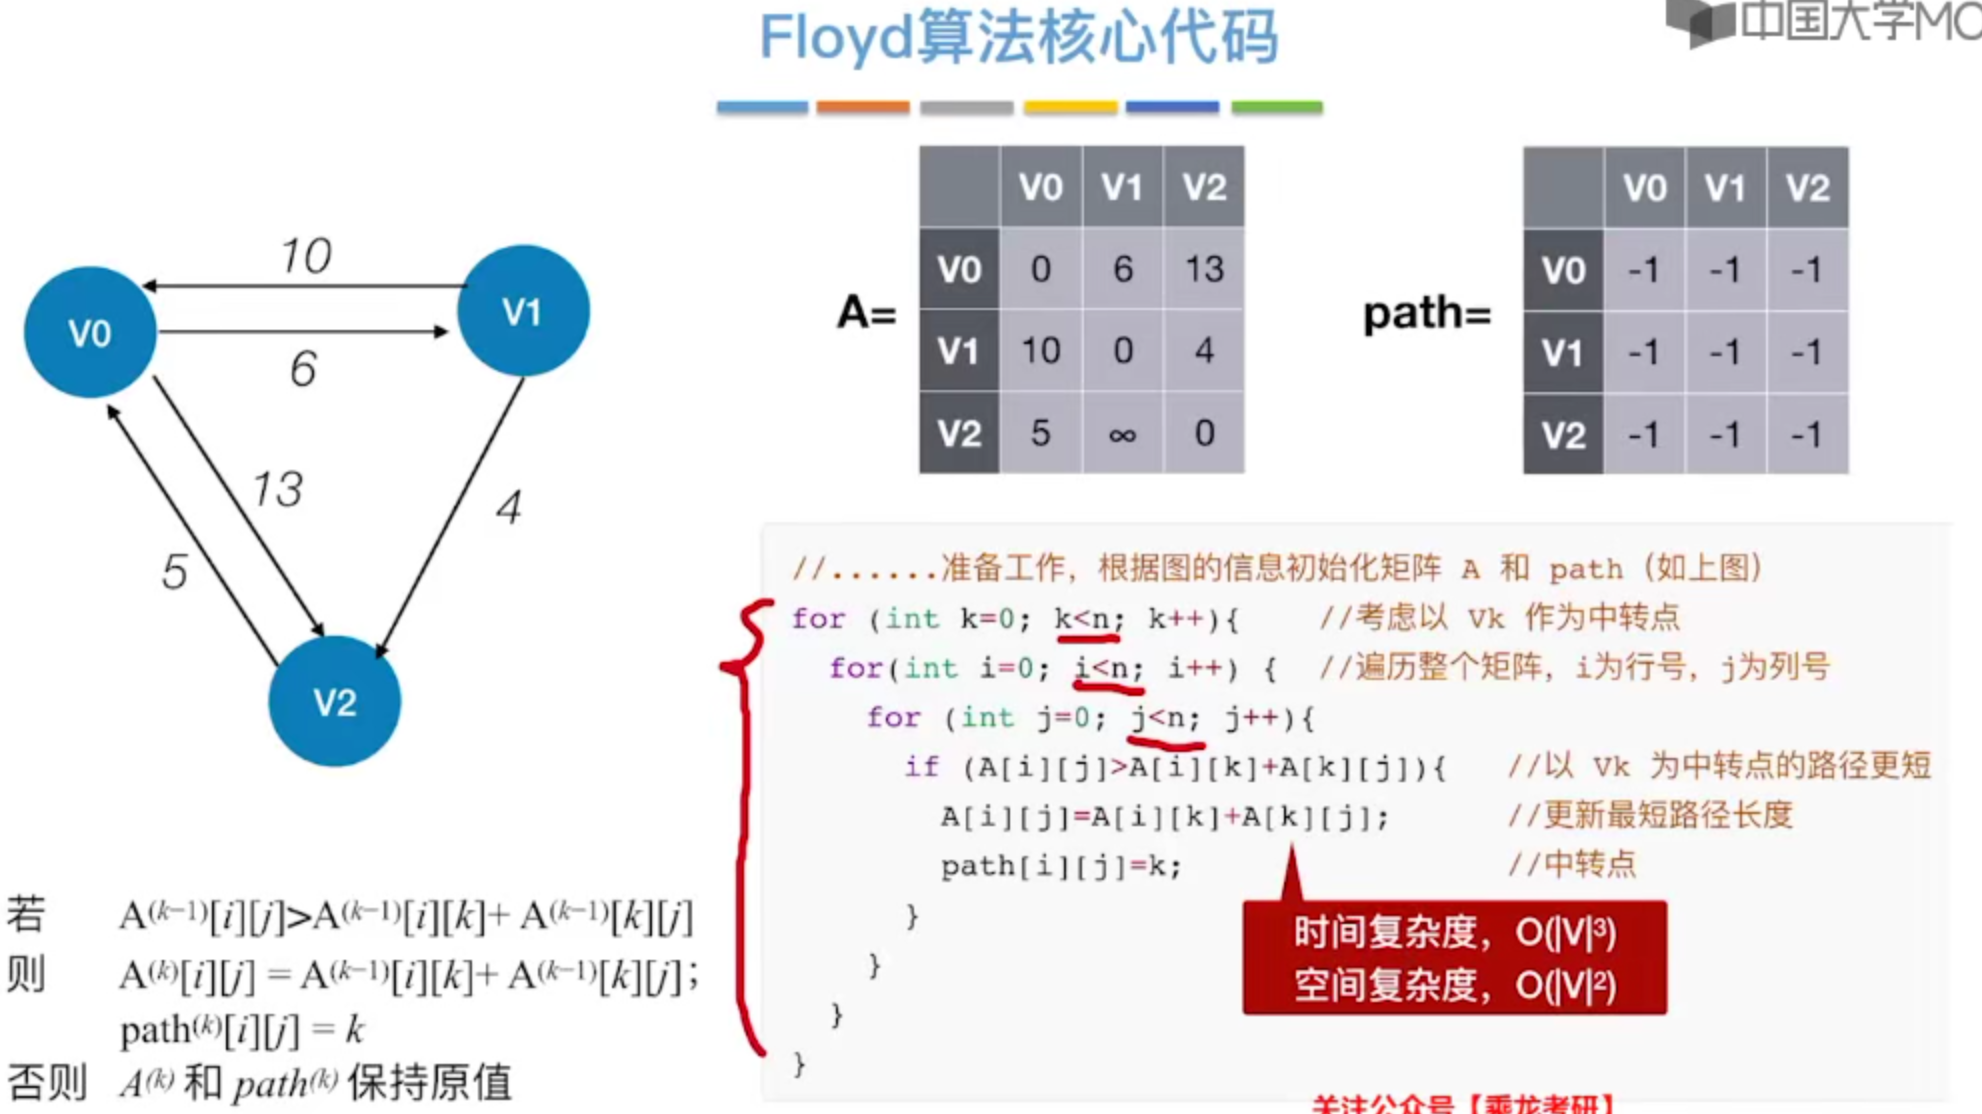 Floyd算法核心代码
中国大学MO
10
6
13
5
4
V0
V1
V2
A=
V0 V1 V2
V0 0 6 13
V1 10 0 4
V2 5 ∞ 0
path=
V0 V1 V2
V0 -1 -1 -1
V1 -1 -1 -1
V2 -1 -1 -1
//......准备工作，根据图的信息初始化矩阵 A 和 path（如上图）
for (int k=0; k<n; k++){ //考虑以 Vk 作为中转点
for(int i=0; i<n; i++) { //遍历整个矩阵，i为行号，j为列号
for (int j=0; j<n; j++){
if (A[i][j]>A[i][k]+A[k][j]){ //以 Vk 为中转点的路径更短
A[i][j]=A[i][k]+A[k][j]; //更新最短路径长度
path[i][j]=k; //中转点
}
}
}
}
时间复杂度，O(|V|³)
空间复杂度，O(|V|²)
若 A⁽ᵏ⁻¹⁾[i][j]>A⁽ᵏ⁻¹⁾[i][k]+ A⁽ᵏ⁻¹⁾[k][j]
则 A⁽ᵏ⁾[i][j] = A⁽ᵏ⁻¹⁾[i][k]+ A⁽ᵏ⁻¹⁾[k][j];
path⁽ᵏ⁾[i][j] = k
否则 A⁽ᵏ⁾ 和 path⁽ᵏ⁾ 保持原值
关注公众号【乘龙考研】